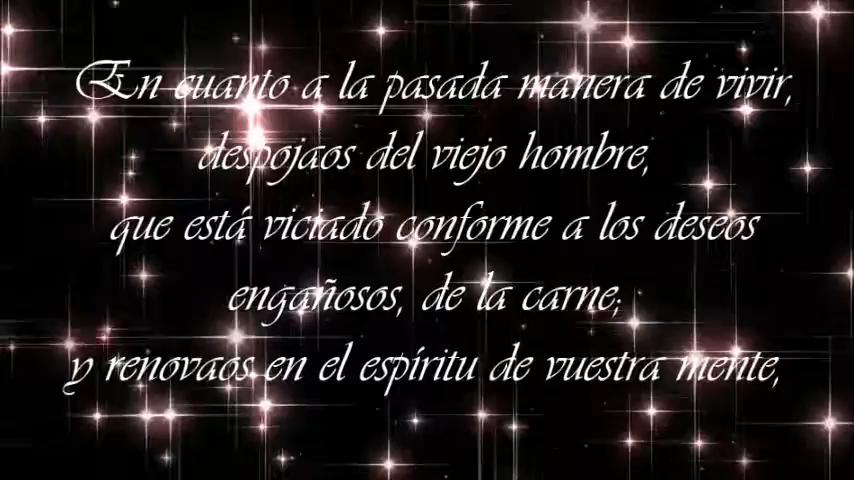 En cuanto a la pasada manera de vivir,
despojaos del viejo hombre,
que está viciado conforme a los deseos
engañosos, de la carne;
y renovaos en el espíritu de vuestra mente,